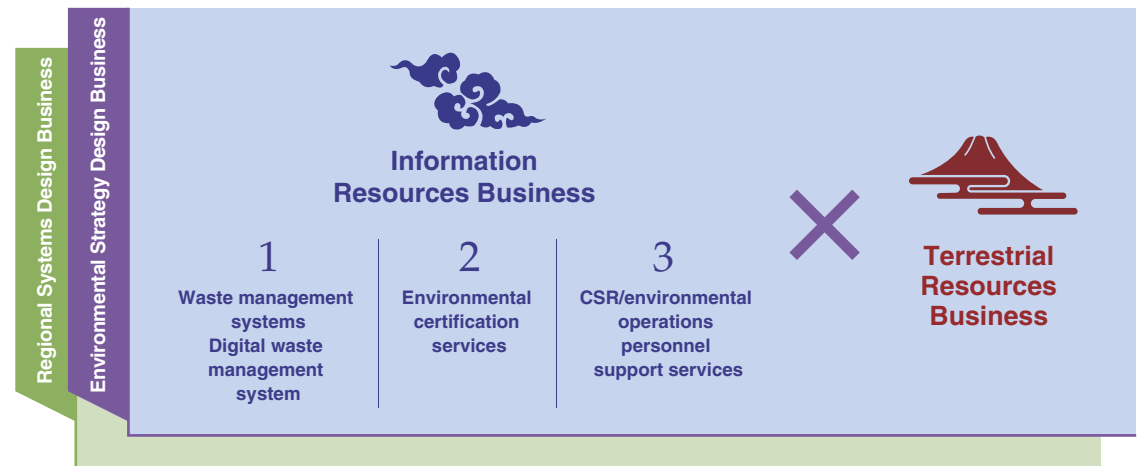 Regional Systems Design Business
Environmental Strategy Design Business
Information
Resources Business
1
Waste management
systems
Digital waste
management
system
2
Environmental
certification
services
3
CSR/environmental
operations
personnel
support services
×
Terrestrial
Resources
Business